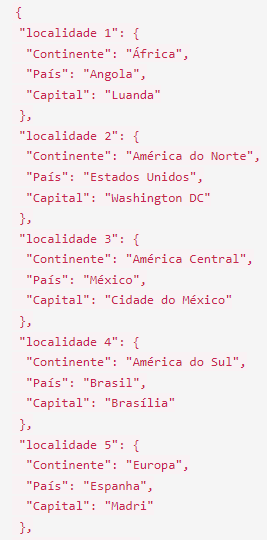 {
"localidade 1": {
"Continente": "África",
"País": "Angola",
"Capital": "Luanda"
},
"localidade 2": {
"Continente": "América do Norte",
"País": "Estados Unidos",
"Capital": "Washington DC"
},
"localidade 3": {
"Continente": "América Central",
"País": "México",
"Capital": "Cidade do México"
},
"localidade 4": {
"Continente": "América do Sul",
"País": "Brasil",
"Capital": "Brasília"
},
"localidade 5": {
"Continente": "Europa",
"País": "Espanha",
"Capital": "Madri"
},